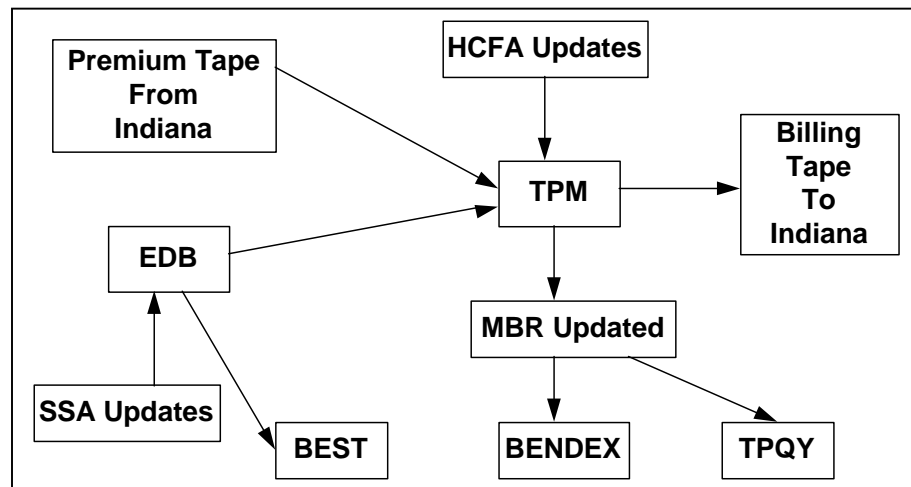 Premium Tape
From
Indiana
HCFA Updates
Billing
Tape
To
Indiana
TPM
EDB
MBR Updated
SSA Updates
BEST
BENDEX
TPQY